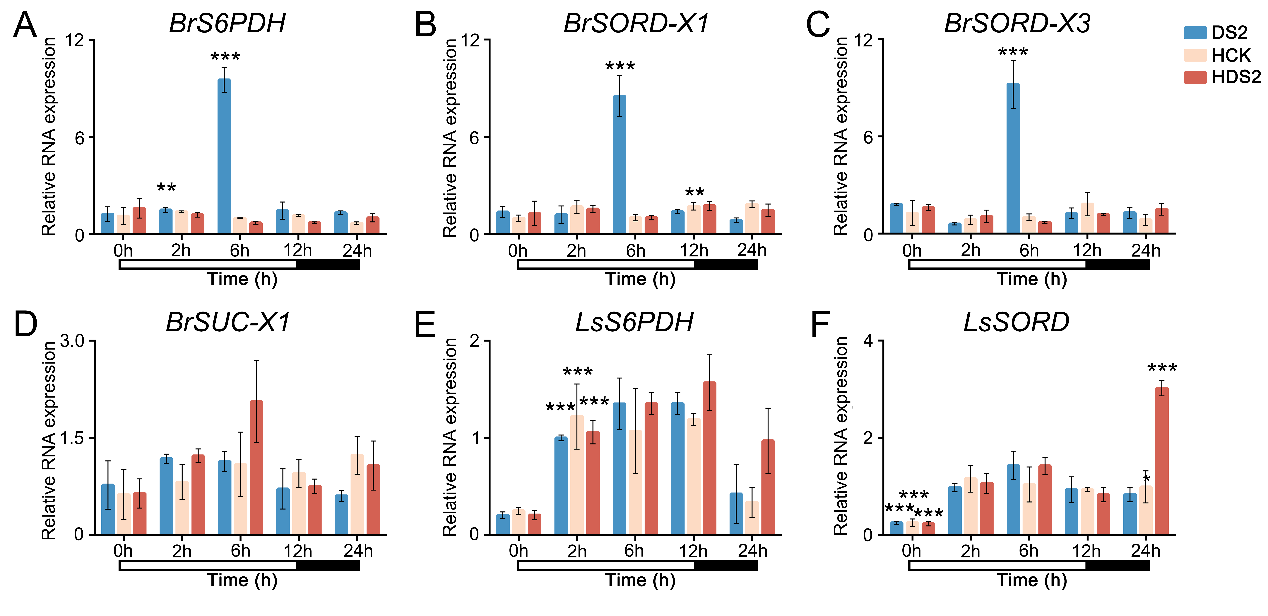 A BrS6PDH
Relative RNA expression
12
6
0
***
**
0h 2h 6h 12h 24h
Time (h)
B BrSORD-X1
Relative RNA expression
12
6
0
***
**
0h 2h 6h 12h 24h
Time (h)
C BrSORD-X3
Relative RNA expression
12
6
0
***
0h 2h 6h 12h 24h
Time (h)
DS2
HCK
HDS2
D BrSUC-X1
Relative RNA expression
3.0
1.5
0
0h 2h 6h 12h 24h
Time (h)
E LsS6PDH
Relative RNA expression
2
1
0
***
*** ***
0h 2h 6h 12h 24h
Time (h)
F LsSORD
Relative RNA expression
4
2
0
***
*
***
*** ***
0h 2h 6h 12h 24h
Time (h)